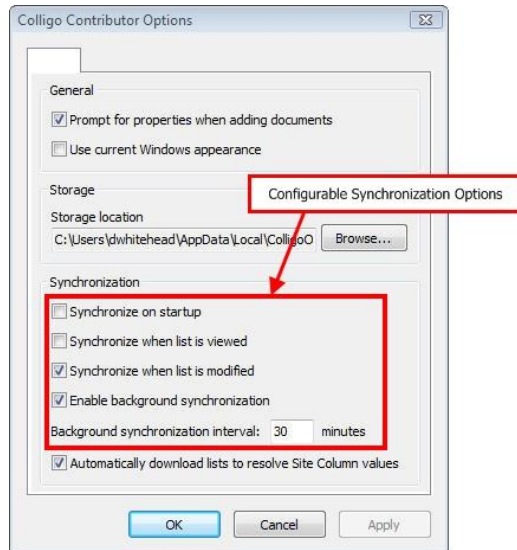 Colligo Contributor Options
General
Prompt for properties when adding documents
Use current Windows appearance
Storage
Configurable Synchronization Options
Storage location
C:\Users\dwhitehead\AppData\Local\ColligoO
Browse...
Synchronization
Synchronize on startup
Synchronize when list is viewed
Synchronize when list is modified
Enable background synchronization
Background synchronization interval: 30 minutes
Automatically download lists to resolve Site Column values
OK Cancel Apply